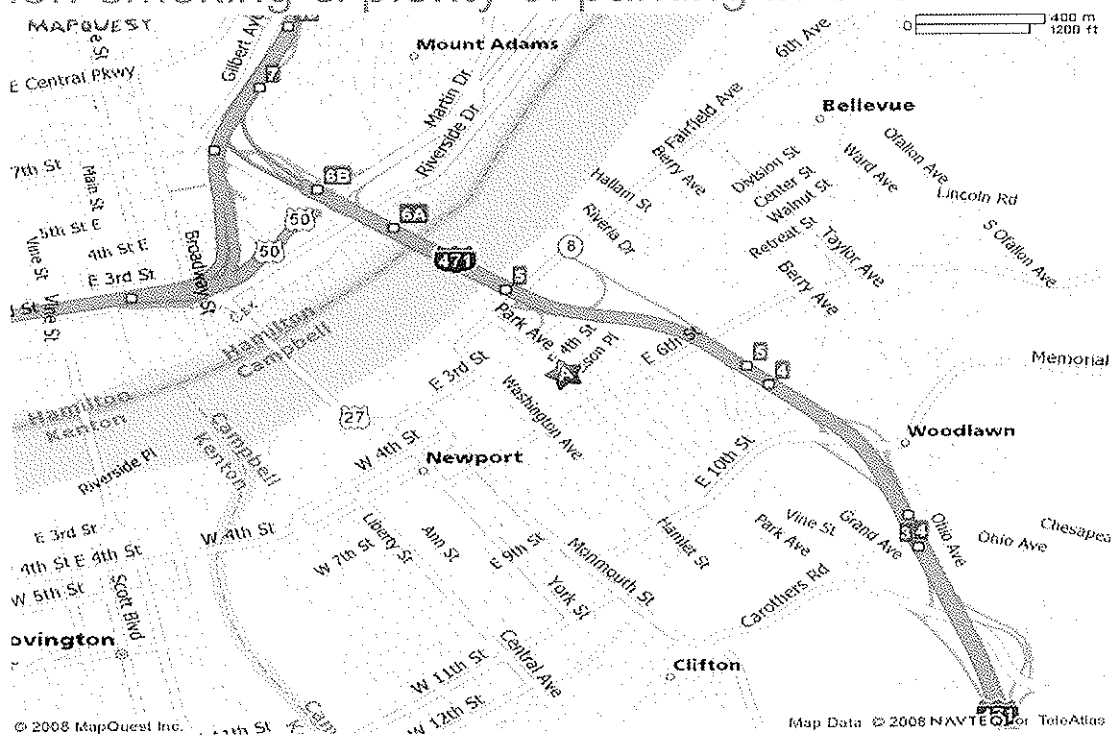 MAPQUEST
400 m
1200 ft
0
Mount Adams
6th Ave
E Central Pkwy
Gilbert Ave
7
Martin Dr
Riverside Dr
Fairfield Ave
Bellevue
7th St
Main St
6B
Berry Ave
Division St
Center St
Walnut St
Retreat St
Ward Ave
Ofallon Ave
Lincoln Rd
Hallam St
Riveria Dr
6A
50
5th St E
4th St E
E 3rd St
Vine St
Broadway St
50
471
8
Taylor Ave
S Ofallon Ave
Berry Ave
5
Vine St
Hamilton
Campbell
Park Ave
4th St
E 6th St
E 3rd St
5
4
Memorial
Washington Ave
Hamilton
Kenton
27
Campbell
Kenton
Riverside Pl
W 4th St
Newport
Woodlawn
E 10th St
E 3rd St
4th St E 4th St
W 5th St
W 4th St
Scott Blvd
Liberty St
Ann St
W 7th St
E 9th St
York St
Monmouth St
Hamlet St
Park Ave
Vine St
Grand Ave
Ohio Ave
Ohio Ave
Chesapea
Carothers Rd
ovington
Central Ave
W 11th St
W 12th St
Clifton
© 2008 MapQuest Inc.
Map Data © 2008 NAVTEQ or TeleAtlas